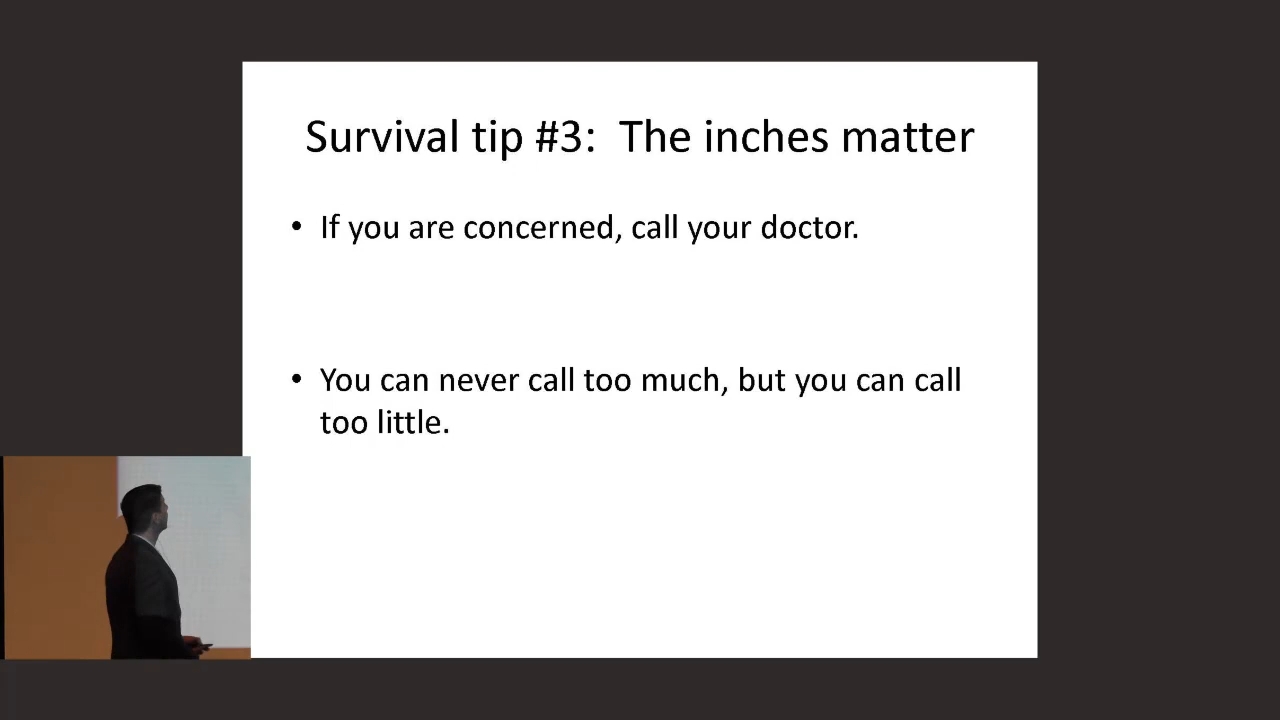 Survival tip #3:  The inches matter
• If you are concerned, call your doctor.
• You can never call too much, but you can call
too little.